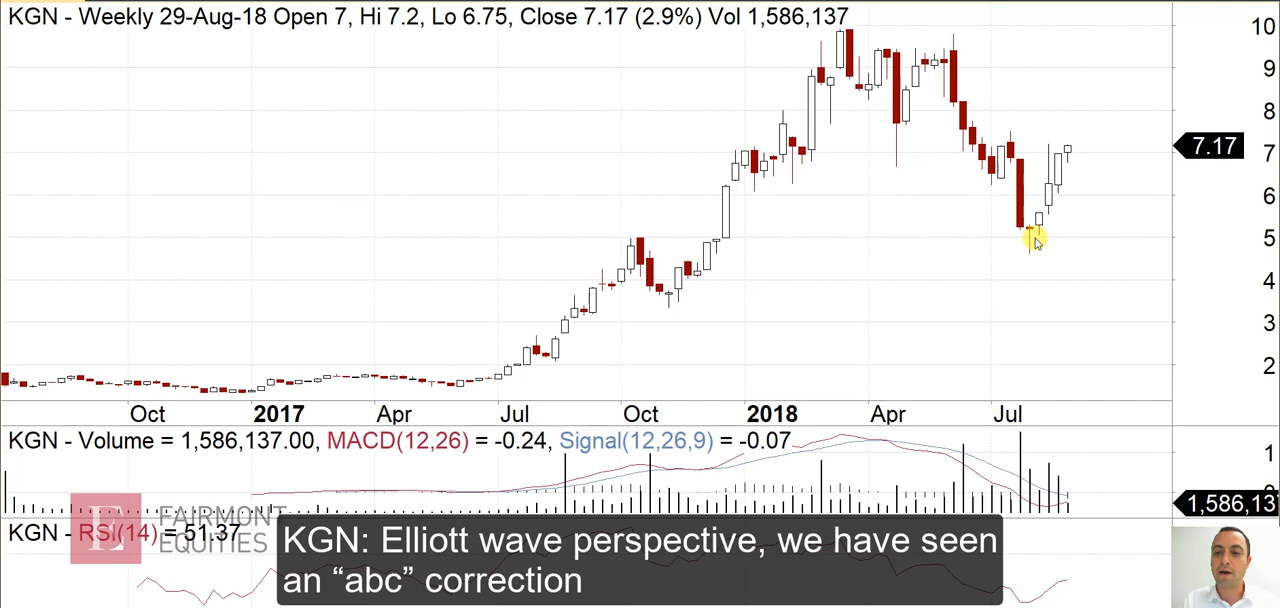 KGN - Weekly 29-Aug-18 Open 7, Hi 7.2, Lo 6.75, Close 7.17 (2.9%) Vol 1,586,137
10
9
8
7.17
7
6
5
4
3
2
Oct 2017 Apr Jul Oct 2018 Apr Jul
KGN - Volume = 1,586,137.00, MACD(12,26) = -0.24, Signal(12,26,9) = -0.07
1
0
1,586,13
KGN - RSI(14) = 51.37
E
FAIRMONT
EQUITIES
KGN: Elliott wave perspective, we have seen
an “abc” correction